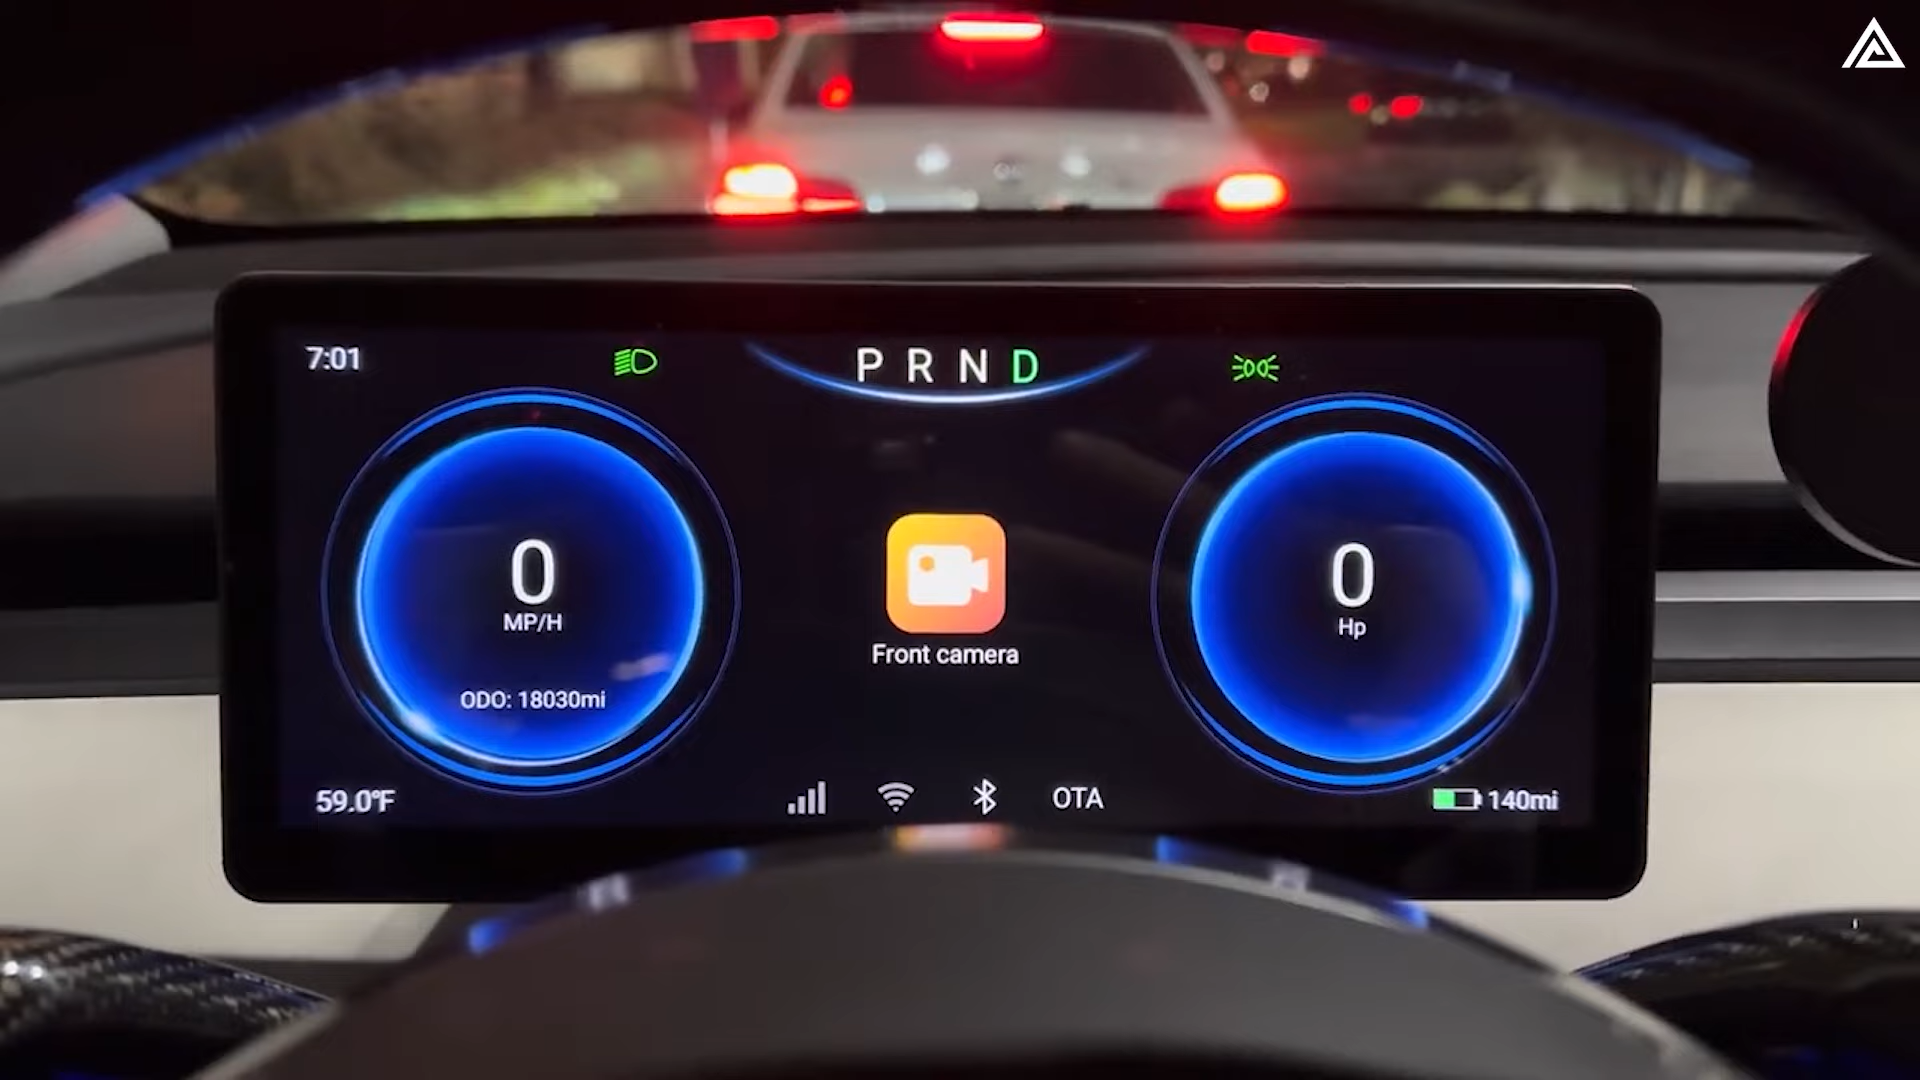 7:01
P R N D
0
MP/H
ODO: 18030mi
Front camera
0
Hp
59.0°F
OTA
140mi